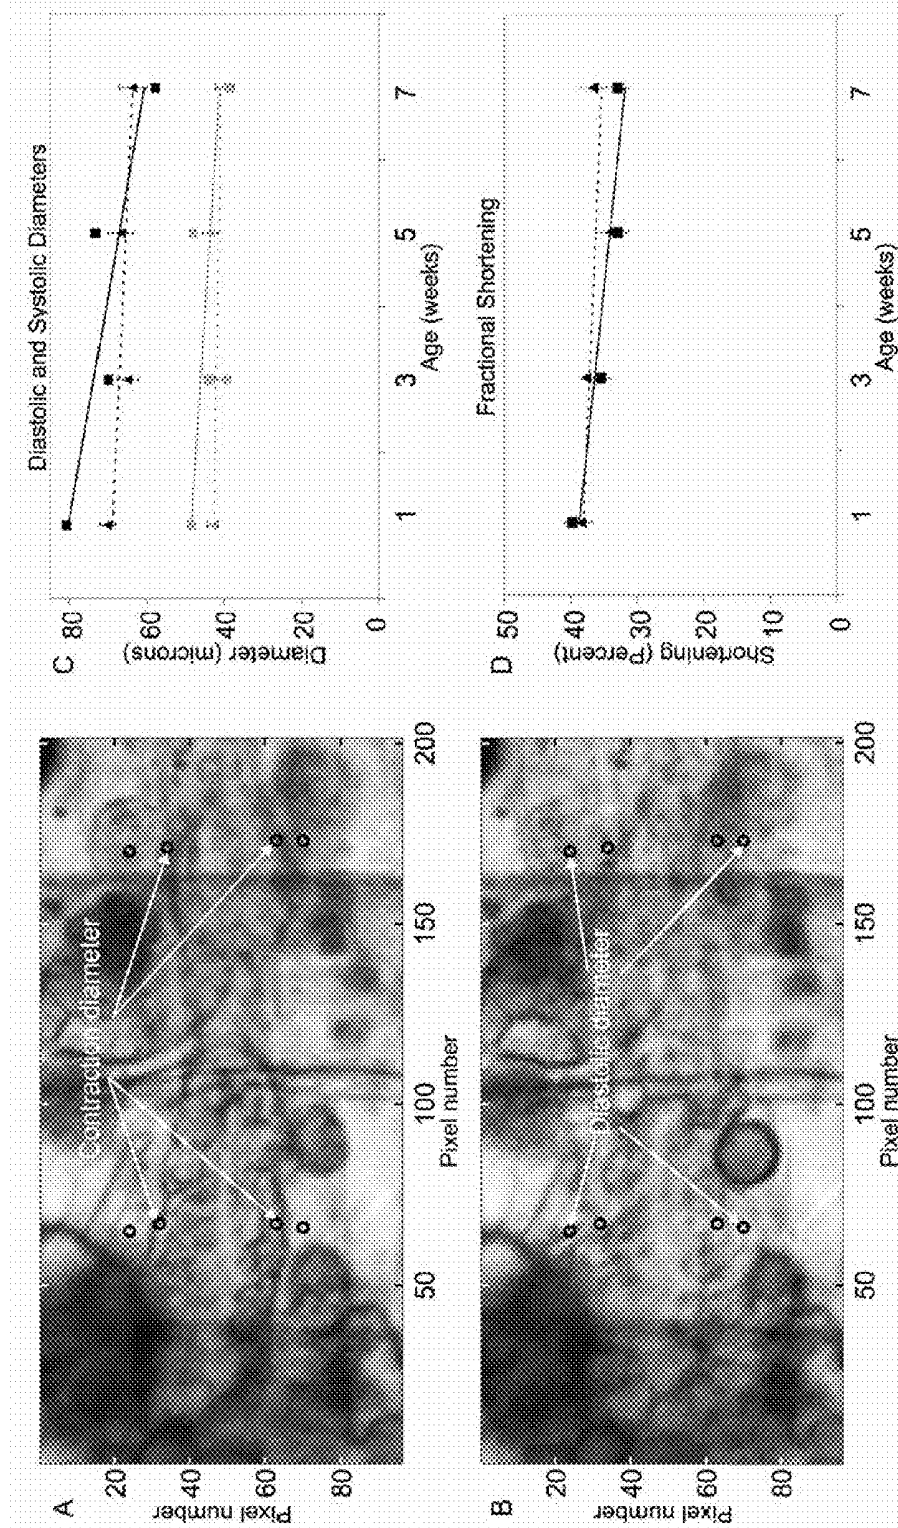 A
Pixel number
20
40
60
80
50
100
150
200
Pixel number
contraction diameter
B
Pixel number
20
40
60
80
50
100
150
200
Pixel number
diameter
C
Diastolic and Systolic Diameters
Diameter (microns)
80
60
40
20
0
1
3
5
7
Age (weeks)
D
Fractional Shortening
Shortening (Percent)
50
40
30
20
10
0
1
3
5
7
Age (weeks)